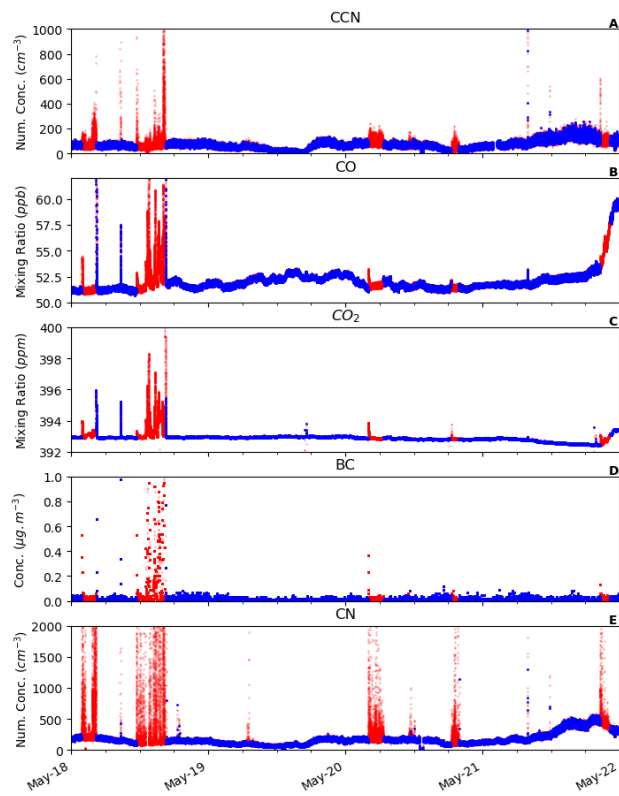 CCN
A
Num. Conc. (cm⁻³)
1000
800
600
400
200
0
CO
B
Mixing Ratio (ppb)
60.0
57.5
55.0
52.5
50.0
CO₂
C
Mixing Ratio (ppm)
400
398
396
394
392
BC
D
Conc. (μg.m⁻³)
1.0
0.8
0.6
0.4
0.2
0.0
CN
E
Num. Conc. (cm⁻³)
2000
1500
1000
500
0
May-18
May-19
May-20
May-21
May-22